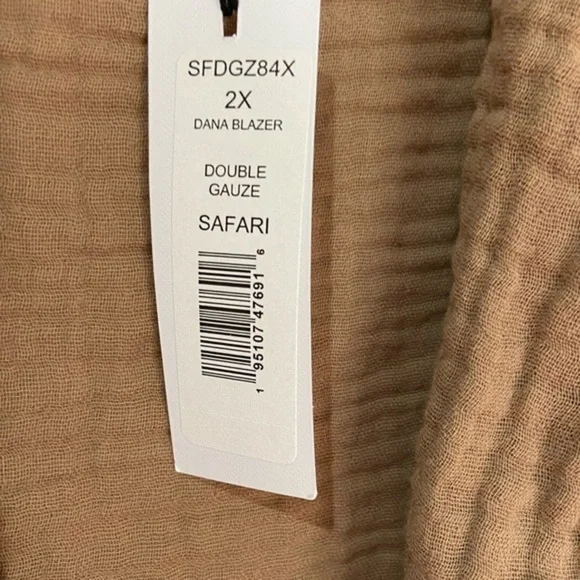 SFDGZ84X
2X
DANA BLAZER
DOUBLE
GAUZE
SAFARI
1 95107 47691 6